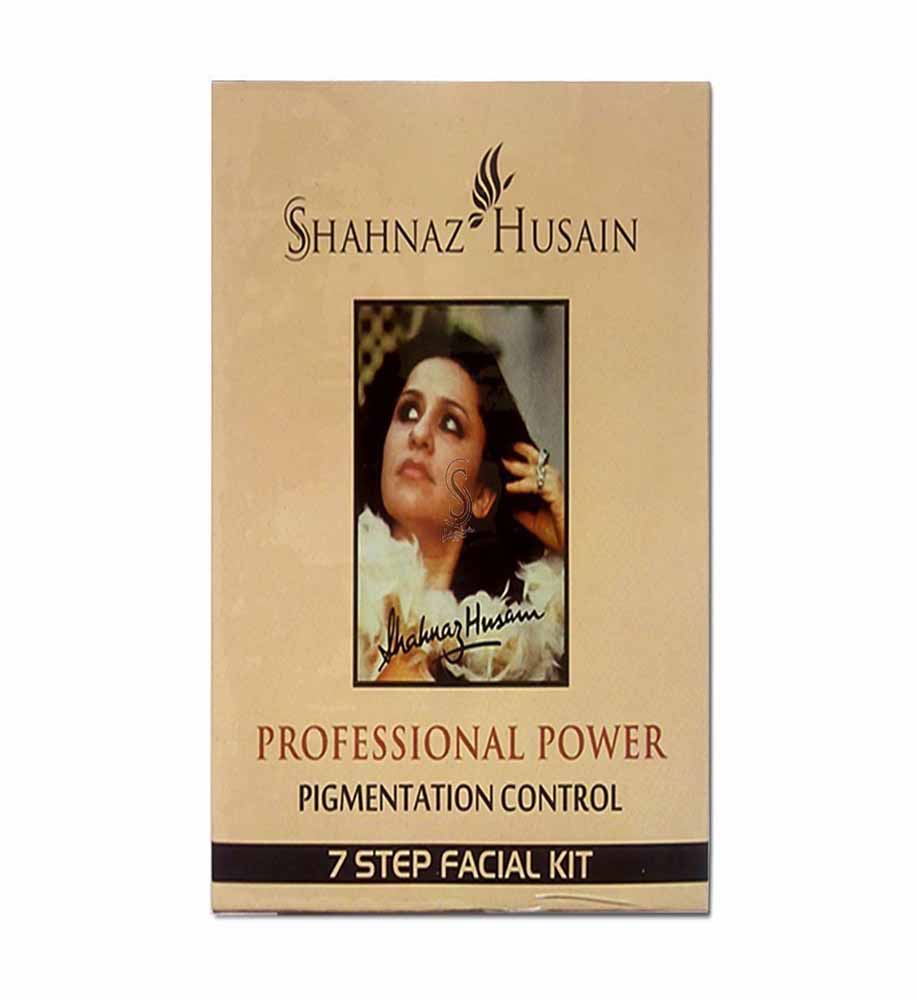 SHAHNAZ HUSAIN
Shahnaz Husain
PROFESSIONAL POWER
PIGMENTATION CONTROL
7 STEP FACIAL KIT